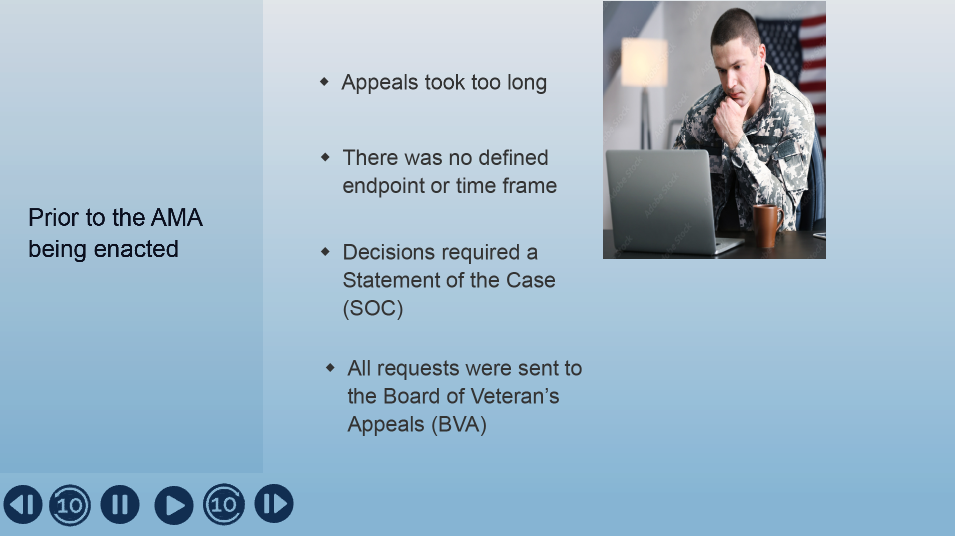 Prior to the AMA
being enacted
Appeals took too long
There was no defined
endpoint or time frame
Decisions required a
Statement of the Case
(SOC)
All requests were sent to
the Board of Veteran's
Appeals (BVA)
10
10